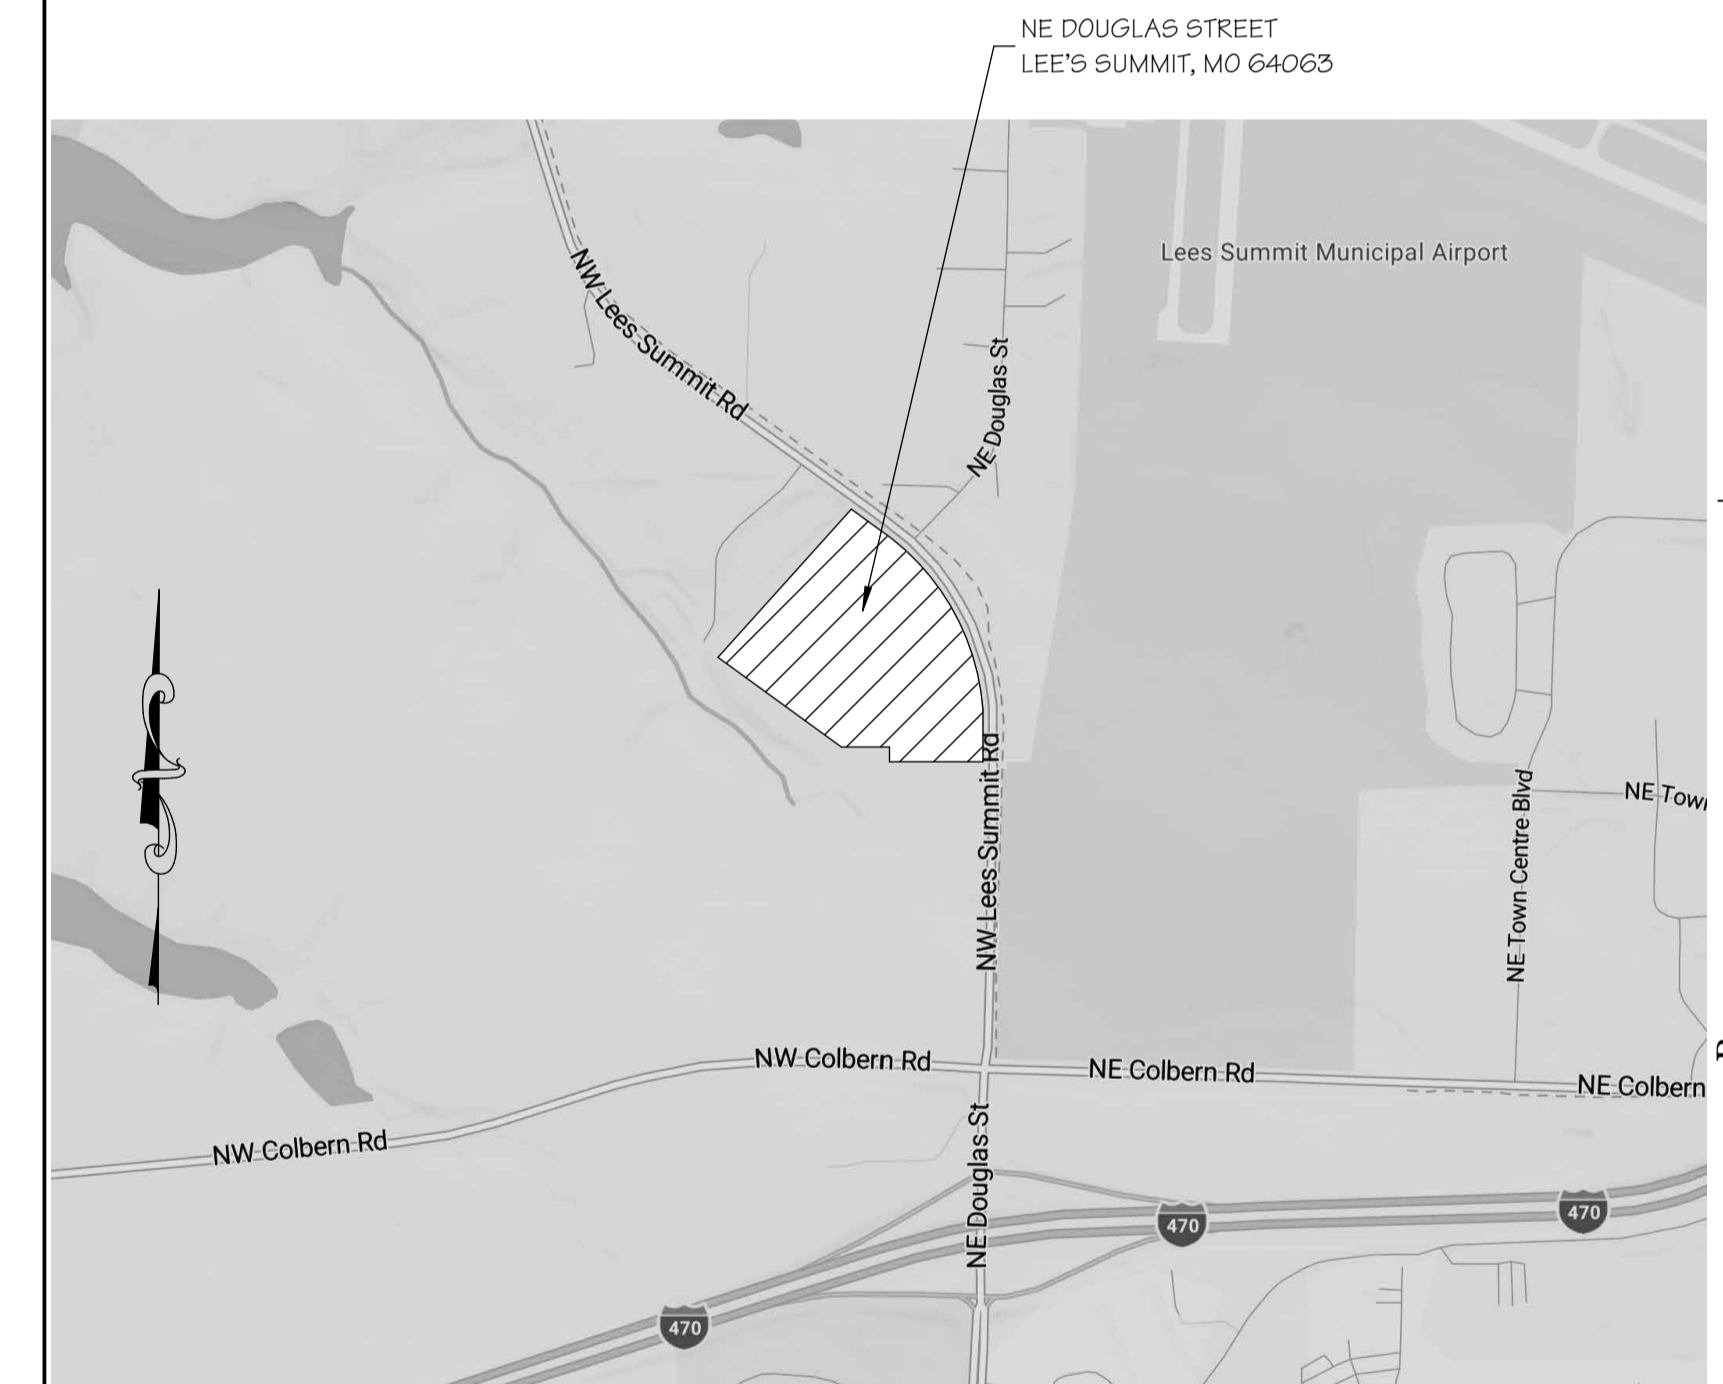 NE DOUGLAS STREET
LEE'S SUMMIT, MO 64063
Lees Summit Municipal Airport
NW Lees Summit Rd
NE Douglas St
NW Lees Summit Rd
NE Town Centre Blvd
NE Tow
NW Colbern Rd
NE Colbern Rd
NE Colbern
NW Colbern Rd
NE Douglas St
470
470
470